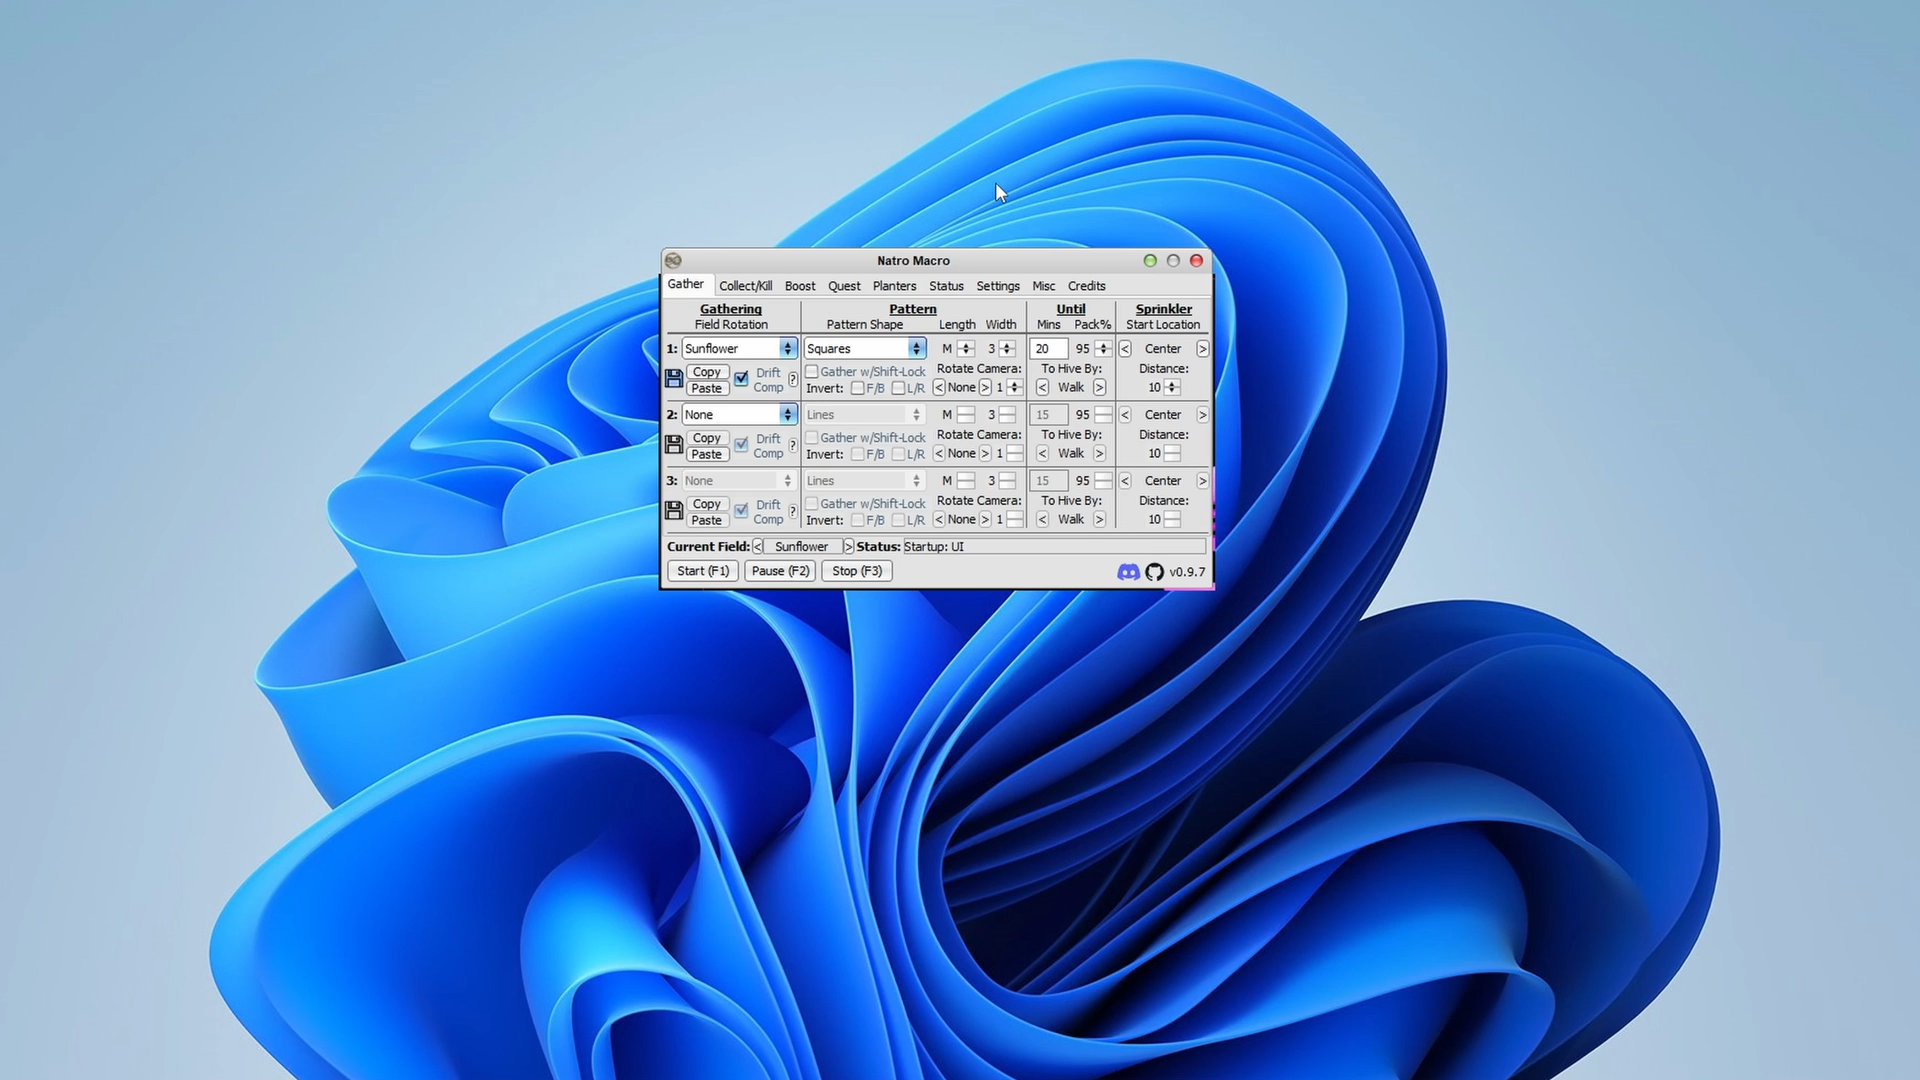 Natro Macro
Gather Collect/Kill Boost Quest Planters Status Settings Misc Credits
Gathering Pattern Until Sprinkler
Field Rotation Pattern Shape Length Width Mins Pack% Start Location
1: Sunflower Squares M 3 20 95 < Center >
Copy Drift ? Gather w/Shift-Lock Rotate Camera: To Hive By: Distance:
Paste Comp Invert: F/B L/R < None > 1 < Walk > 10
2: None Lines M 3 15 95 < Center >
Copy Drift ? Gather w/Shift-Lock Rotate Camera: To Hive By: Distance:
Paste Comp Invert: F/B L/R < None > 1 < Walk > 10
3: None Lines M 3 15 95 < Center >
Copy Drift ? Gather w/Shift-Lock Rotate Camera: To Hive By: Distance:
Paste Comp Invert: F/B L/R < None > 1 < Walk > 10
Current Field: < Sunflower > Status: Startup: UI
Start (F1) Pause (F2) Stop (F3) v0.9.7